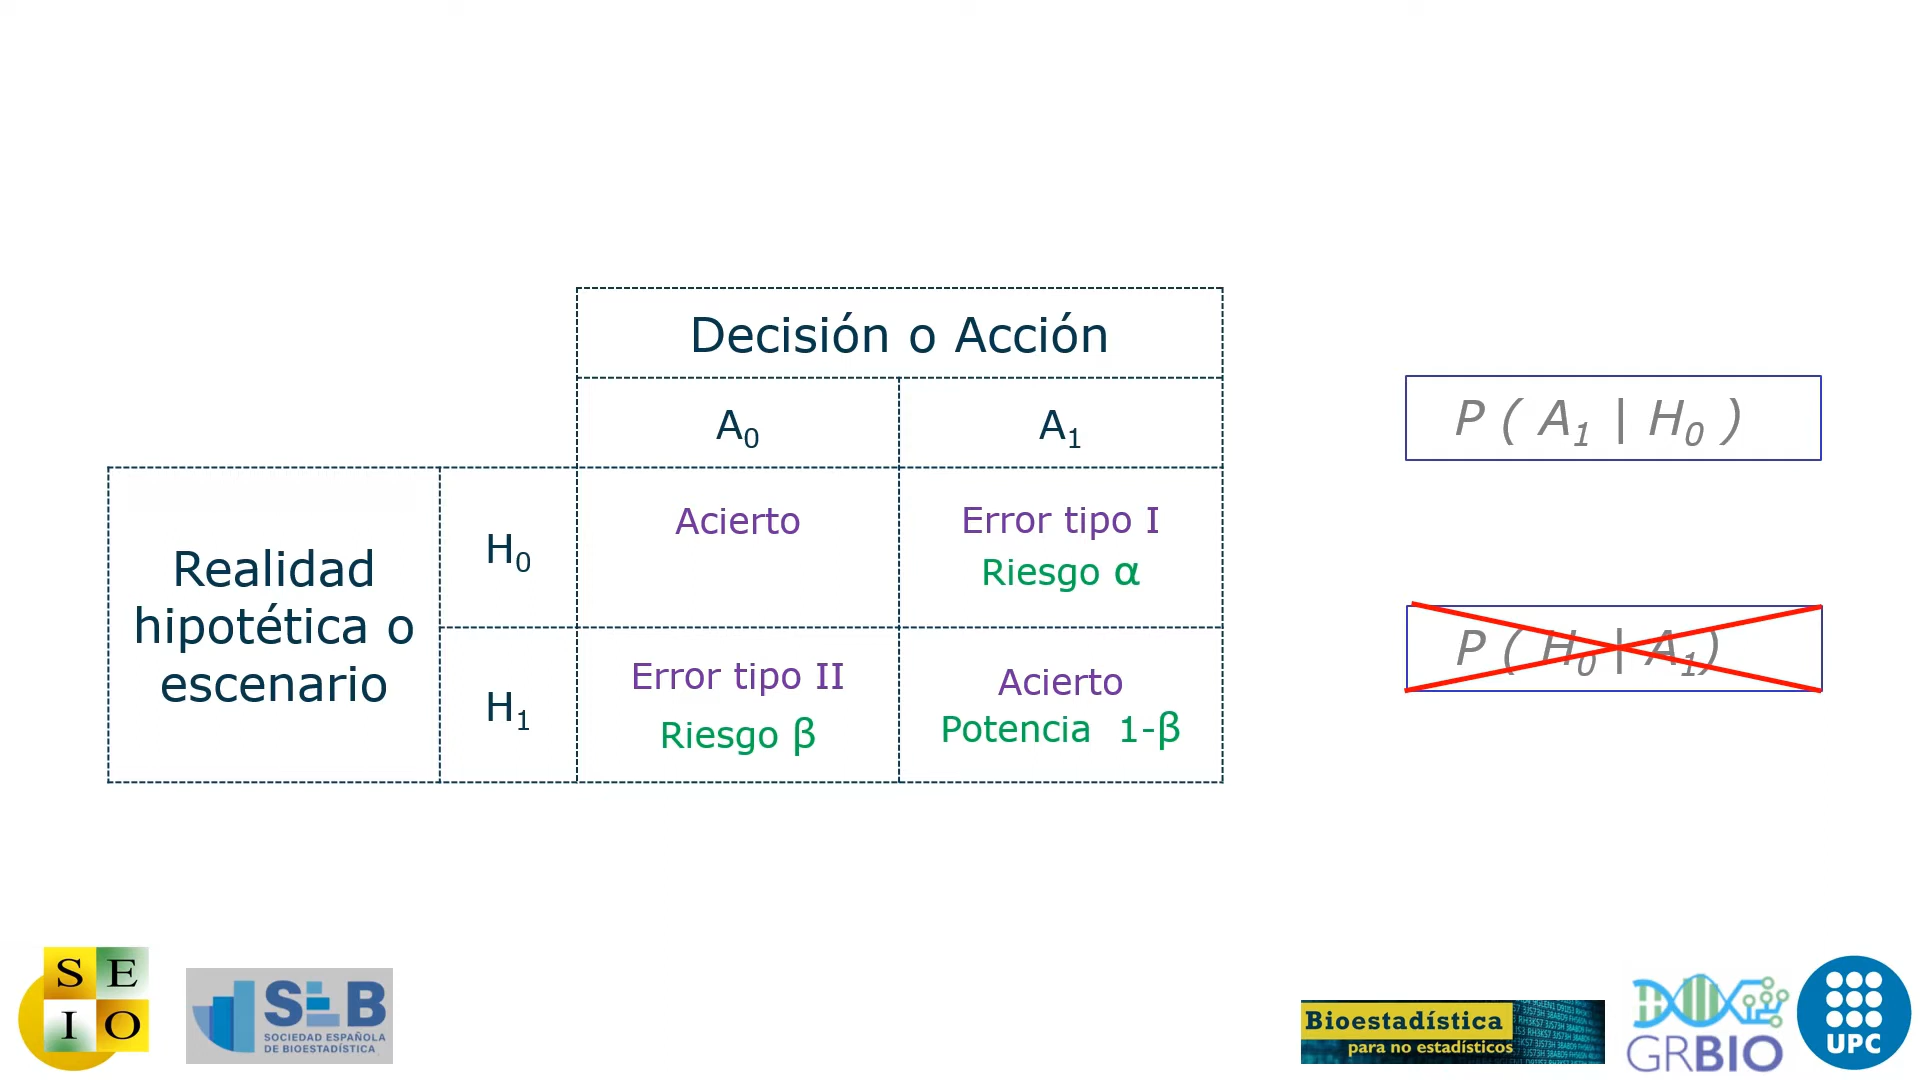 Decisión o Acción
A₀
A₁
P ( A₁ | H₀ )
Realidad
hipotética o
escenario
H₀
Acierto
Error tipo I
Riesgo α
H₁
Error tipo II
Riesgo β
Acierto
Potencia 1-β
P ( H₀ | A₁)
S E
I O
SEB
SOCIEDAD ESPAÑOLA
DE BIOESTADÍSTICA
Bioestadística
para no estadísticos
GRBIO
UPC